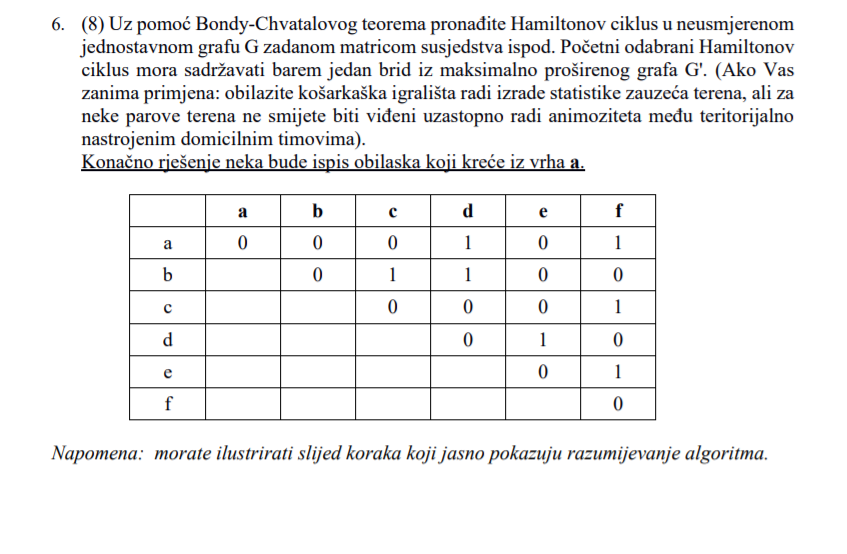 6. (8) Uz pomoć Bondy-Chvatalovog teorema pronađite Hamiltonov ciklus u neusmjerenom
jednostavnom grafu G zadanom matricom susjedstva ispod. Početni odabrani Hamiltonov
ciklus mora sadržavati barem jedan brid iz maksimalno proširenog grafa G'. (Ako Vas
zanima primjena: obilazite košarkaška igrališta radi izrade statistike zauzeća terena, ali za
neke parove terena ne smijete biti viđeni uzastopno radi animoziteta među teritorijalno
nastrojenim domicilnim timovima).
Konačno rješenje neka bude ispis obilaska koji kreće iz vrha a.
a b c d e f
a 0 0 0 1 0 1
b 0 1 1 0 0
c 0 0 0 1
d 0 1 0
e 0 1
f 0
Napomena: morate ilustrirati slijed koraka koji jasno pokazuju razumijevanje algoritma.